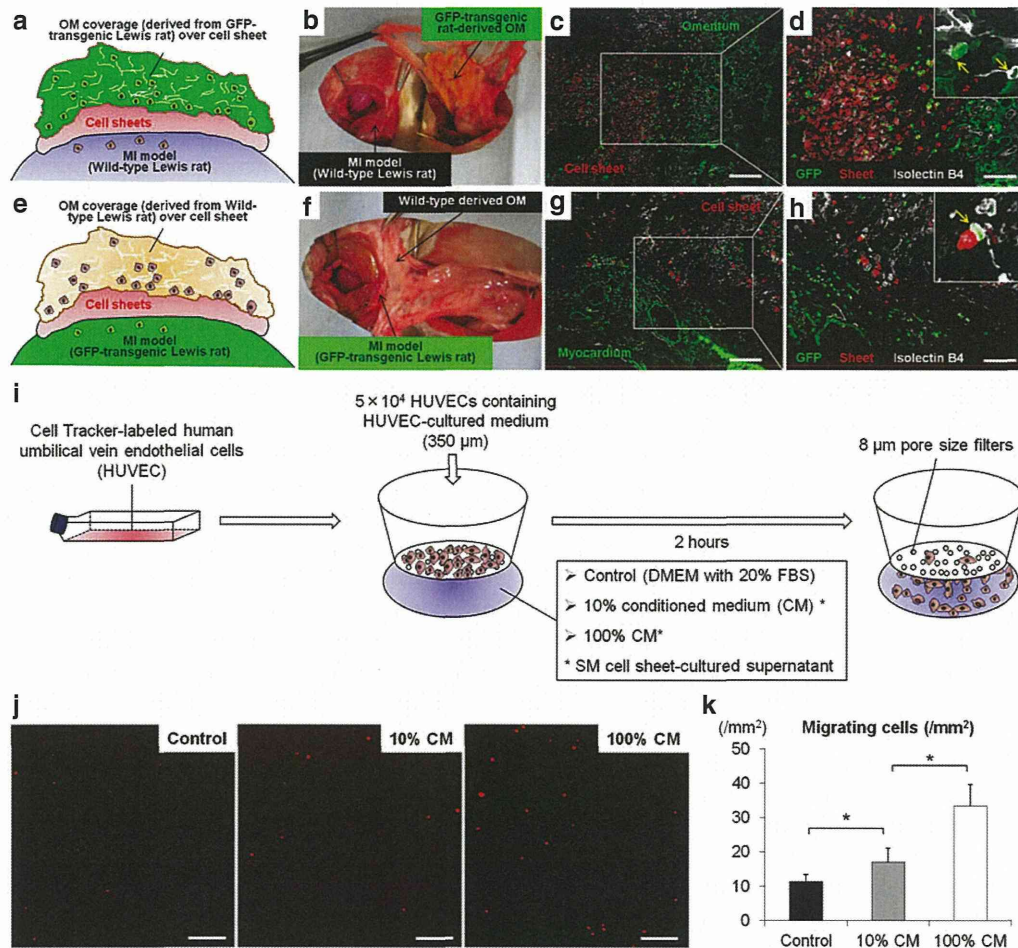 a
OM coverage (derived from GFP-
transgenic Lewis rat) over cell sheet
Cell sheets
MI model
(Wild-type Lewis rat)
b
GFP-transgenic
rat-derived OM
MI model
(Wild-type Lewis rat)
c
Omentum
Cell sheet
d
GFP Sheet Isolectin B4
e
OM coverage (derived from Wild-
type Lewis rat) over cell sheet
Cell sheets
MI model
(GFP-transgenic Lewis rat)
f
Wild-type derived OM
MI model
(GFP-transgenic Lewis rat)
g
Cell sheet
Myocardium
h
GFP Sheet Isolectin B4
i
Cell Tracker-labeled human
umbilical vein endothelial cells
(HUVEC)
5 × 10⁴ HUVECs containing
HUVEC-cultured medium
(350 μm)
2 hours
➢ Control (DMEM with 20% FBS)
➢ 10% conditioned medium (CM) *
➢ 100% CM*
* SM cell sheet-cultured supernatant
8 μm pore size filters
j
Control
10% CM
100% CM
k
(/mm²)
Migrating cells (/mm²)
50
40
30
20
10
0
*
*
Control
10% CM
100% CM